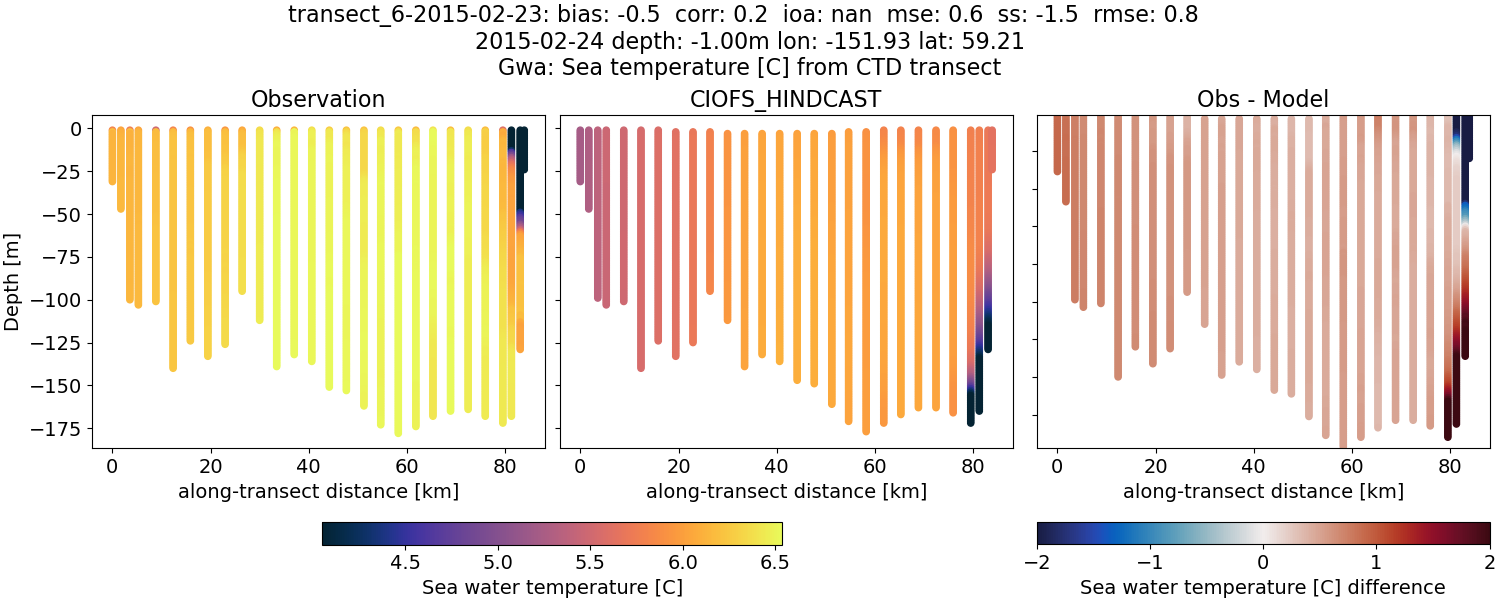 transect_6-2015-02-23: bias: -0.5  corr: 0.2  ioa: nan  mse: 0.6  ss: -1.5  rmse: 0.8
2015-02-24 depth: -1.00m lon: -151.93 lat: 59.21
Gwa: Sea temperature [C] from CTD transect
Observation
CIOFS_HINDCAST
Obs - Model
Depth [m]
0
−25
−50
−75
−100
−125
−150
−175
0 20 40 60 80
0 20 40 60 80
0 20 40 60 80
along-transect distance [km]
along-transect distance [km]
along-transect distance [km]
4.5 5.0 5.5 6.0 6.5
Sea water temperature [C]
−2 −1 0 1 2
Sea water temperature [C] difference